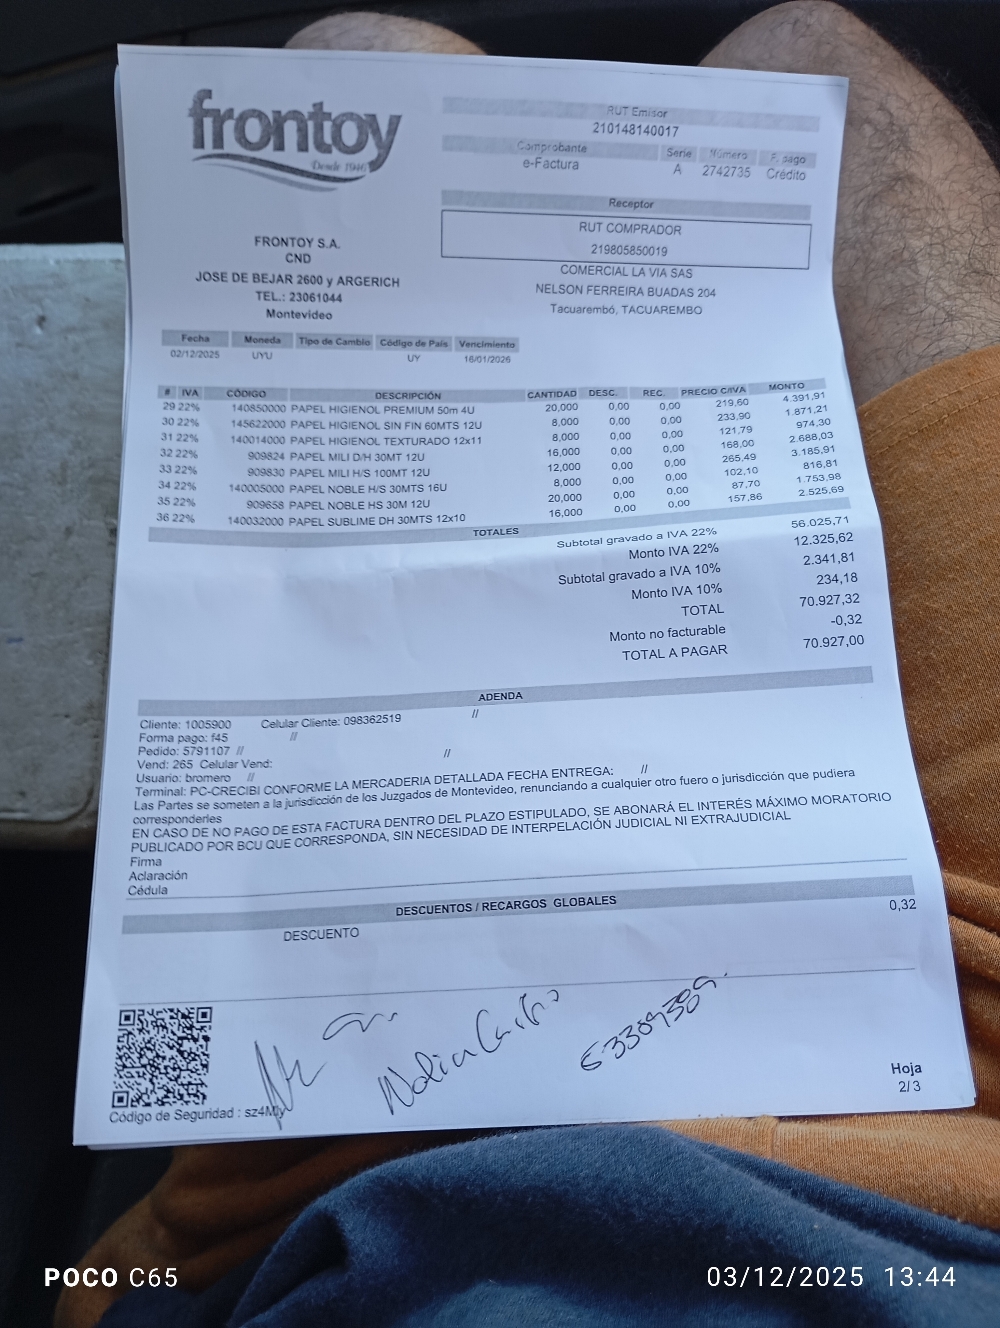 frontoy
Desde 1946
RUT Emisor
210148140017
Comprobante Serie Número F. pago
e-Factura A 2742735 Crédito
Receptor
RUT COMPRADOR
219805850019
FRONTOY S.A.
CND
JOSE DE BEJAR 2600 y ARGERICH
TEL.: 23061044
Montevideo
COMERCIAL LA VIA SAS
NELSON FERREIRA BUADAS 204
Tacuarembó, TACUAREMBO
Fecha Moneda Tipo de Cambio Código de País Vencimiento
02/12/2025 UYU UY 16/01/2026
# IVA CÓDIGO DESCRIPCIÓN CANTIDAD DESC. REC. PRECIO C/IVA MONTO
29 22% 140850000 PAPEL HIGIENOL PREMIUM 50m 4U 20,000 0,00 0,00 219,60 4.391,91
30 22% 145622000 PAPEL HIGIENOL SIN FIN 60MTS 12U 8,000 0,00 0,00 233,90 1.871,21
31 22% 140014000 PAPEL HIGIENOL TEXTURADO 12x11 8,000 0,00 0,00 121,79 974,30
32 22% 909824 PAPEL MILI D/H 30MT 12U 16,000 0,00 0,00 168,00 2.688,03
33 22% 909830 PAPEL MILI H/S 100MT 12U 12,000 0,00 0,00 265,49 3.185,91
34 22% 140005000 PAPEL NOBLE H/S 30MTS 16U 8,000 0,00 0,00 102,10 816,81
35 22% 909658 PAPEL NOBLE HS 30M 12U 20,000 0,00 0,00 87,70 1.753,98
36 22% 140032000 PAPEL SUBLIME DH 30MTS 12x10 16,000 0,00 0,00 157,86 2.525,69
TOTALES
Subtotal gravado a IVA 22% 56.025,71
Monto IVA 22% 12.325,62
Subtotal gravado a IVA 10% 2.341,81
Monto IVA 10% 234,18
TOTAL 70.927,32
Monto no facturable -0,32
TOTAL A PAGAR 70.927,00
ADENDA
Cliente: 1005900 Celular Cliente: 098362519 //
Forma pago: f45 //
Pedido: 5791107 //
Vend: 265 Celular Vend: //
Usuario: bromero //
Terminal: PC-CRECIBI CONFORME LA MERCADERIA DETALLADA FECHA ENTREGA: //
Las Partes se someten a la jurisdicción de los Juzgados de Montevideo, renunciando a cualquier otro fuero o jurisdicción que pudiera
corresponderles
EN CASO DE NO PAGO DE ESTA FACTURA DENTRO DEL PLAZO ESTIPULADO, SE ABONARÁ EL INTERÉS MÁXIMO MORATORIO
PUBLICADO POR BCU QUE CORRESPONDA, SIN NECESIDAD DE INTERPELACIÓN JUDICIAL NI EXTRAJUDICIAL
Firma
Aclaración
Cédula
DESCUENTOS / RECARGOS GLOBALES
DESCUENTO 0,32
Castro
Código de Seguridad :
Hoja
2/ 3
POCO C65
03/12/2025 13:44